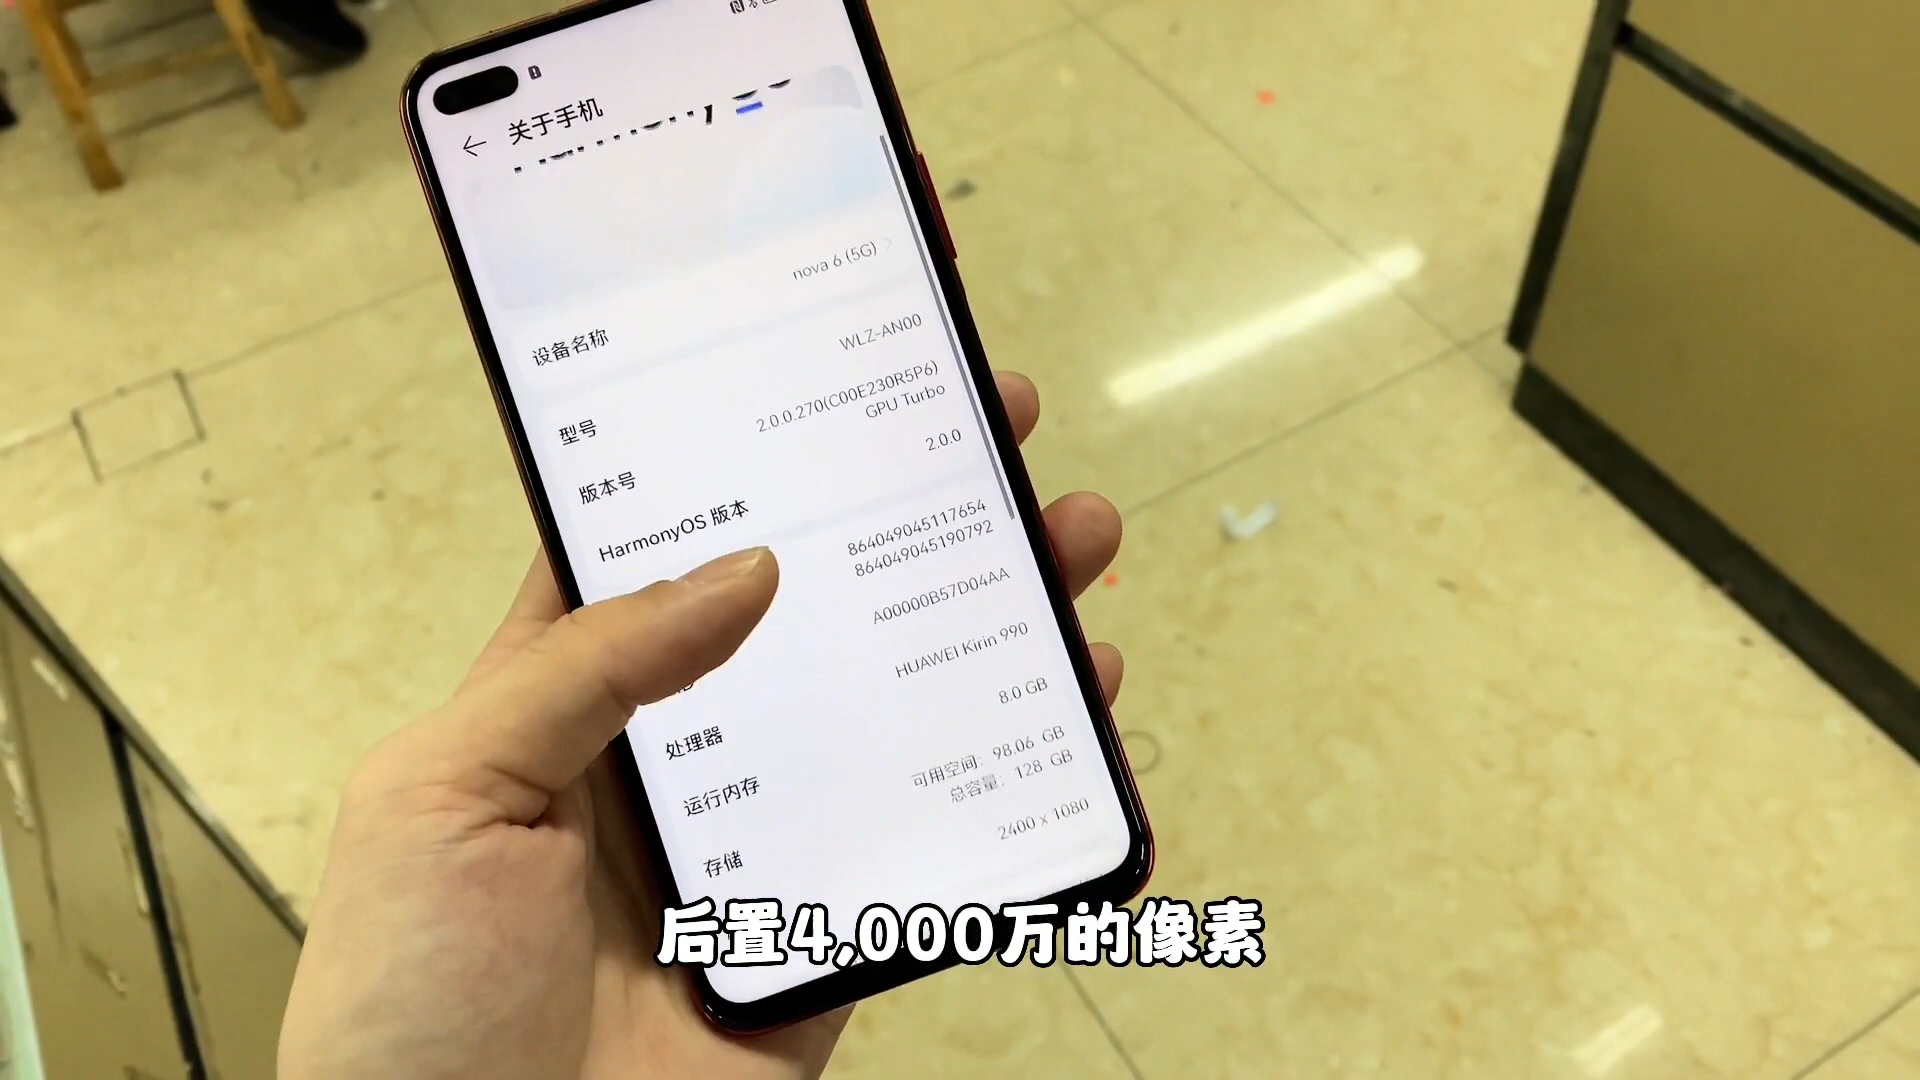 关于手机
设备名称
nova 6 (5G)
型号
WLZ-AN00
版本号
2.0.0.270(C00E230R5P6)
GPU Turbo
HarmonyOS 版本
2.0.0
864049045117654
864049045190792
A00000B57D04AA
处理器
HUAWEI Kirin 990
运行内存
8.0 GB
存储
可用空间: 98.06 GB
总容量: 128 GB
2400 x 1080
后置4,000万的像素